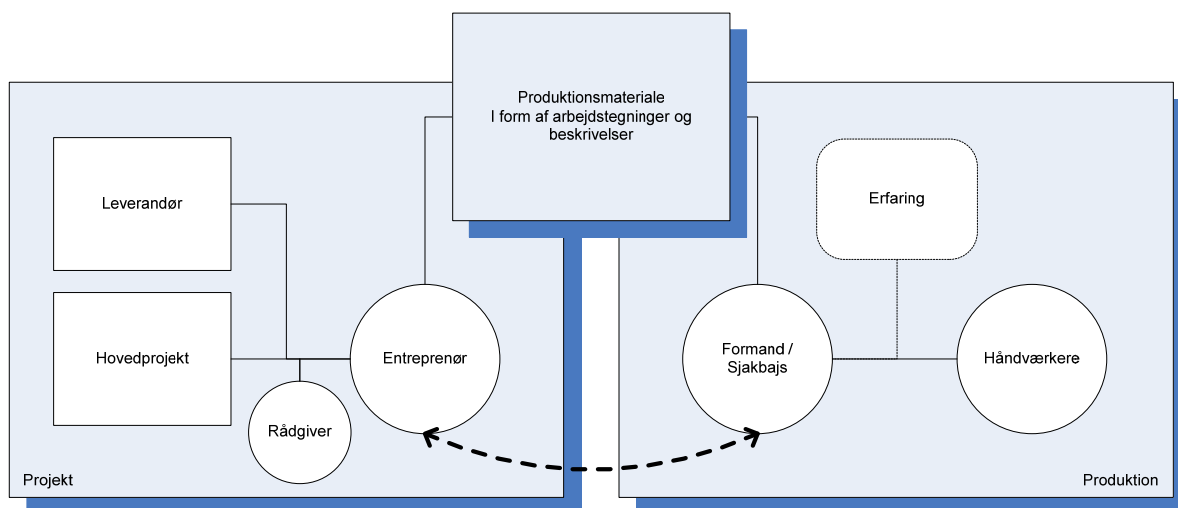 Produktionsmateriale
I form af arbejdstegninger og
beskrivelser
Leverandør
Hovedprojekt
Rådgiver
Entreprenør
Projekt
Erfaring
Formand /
Sjakbajs
Håndværkere
Produktion